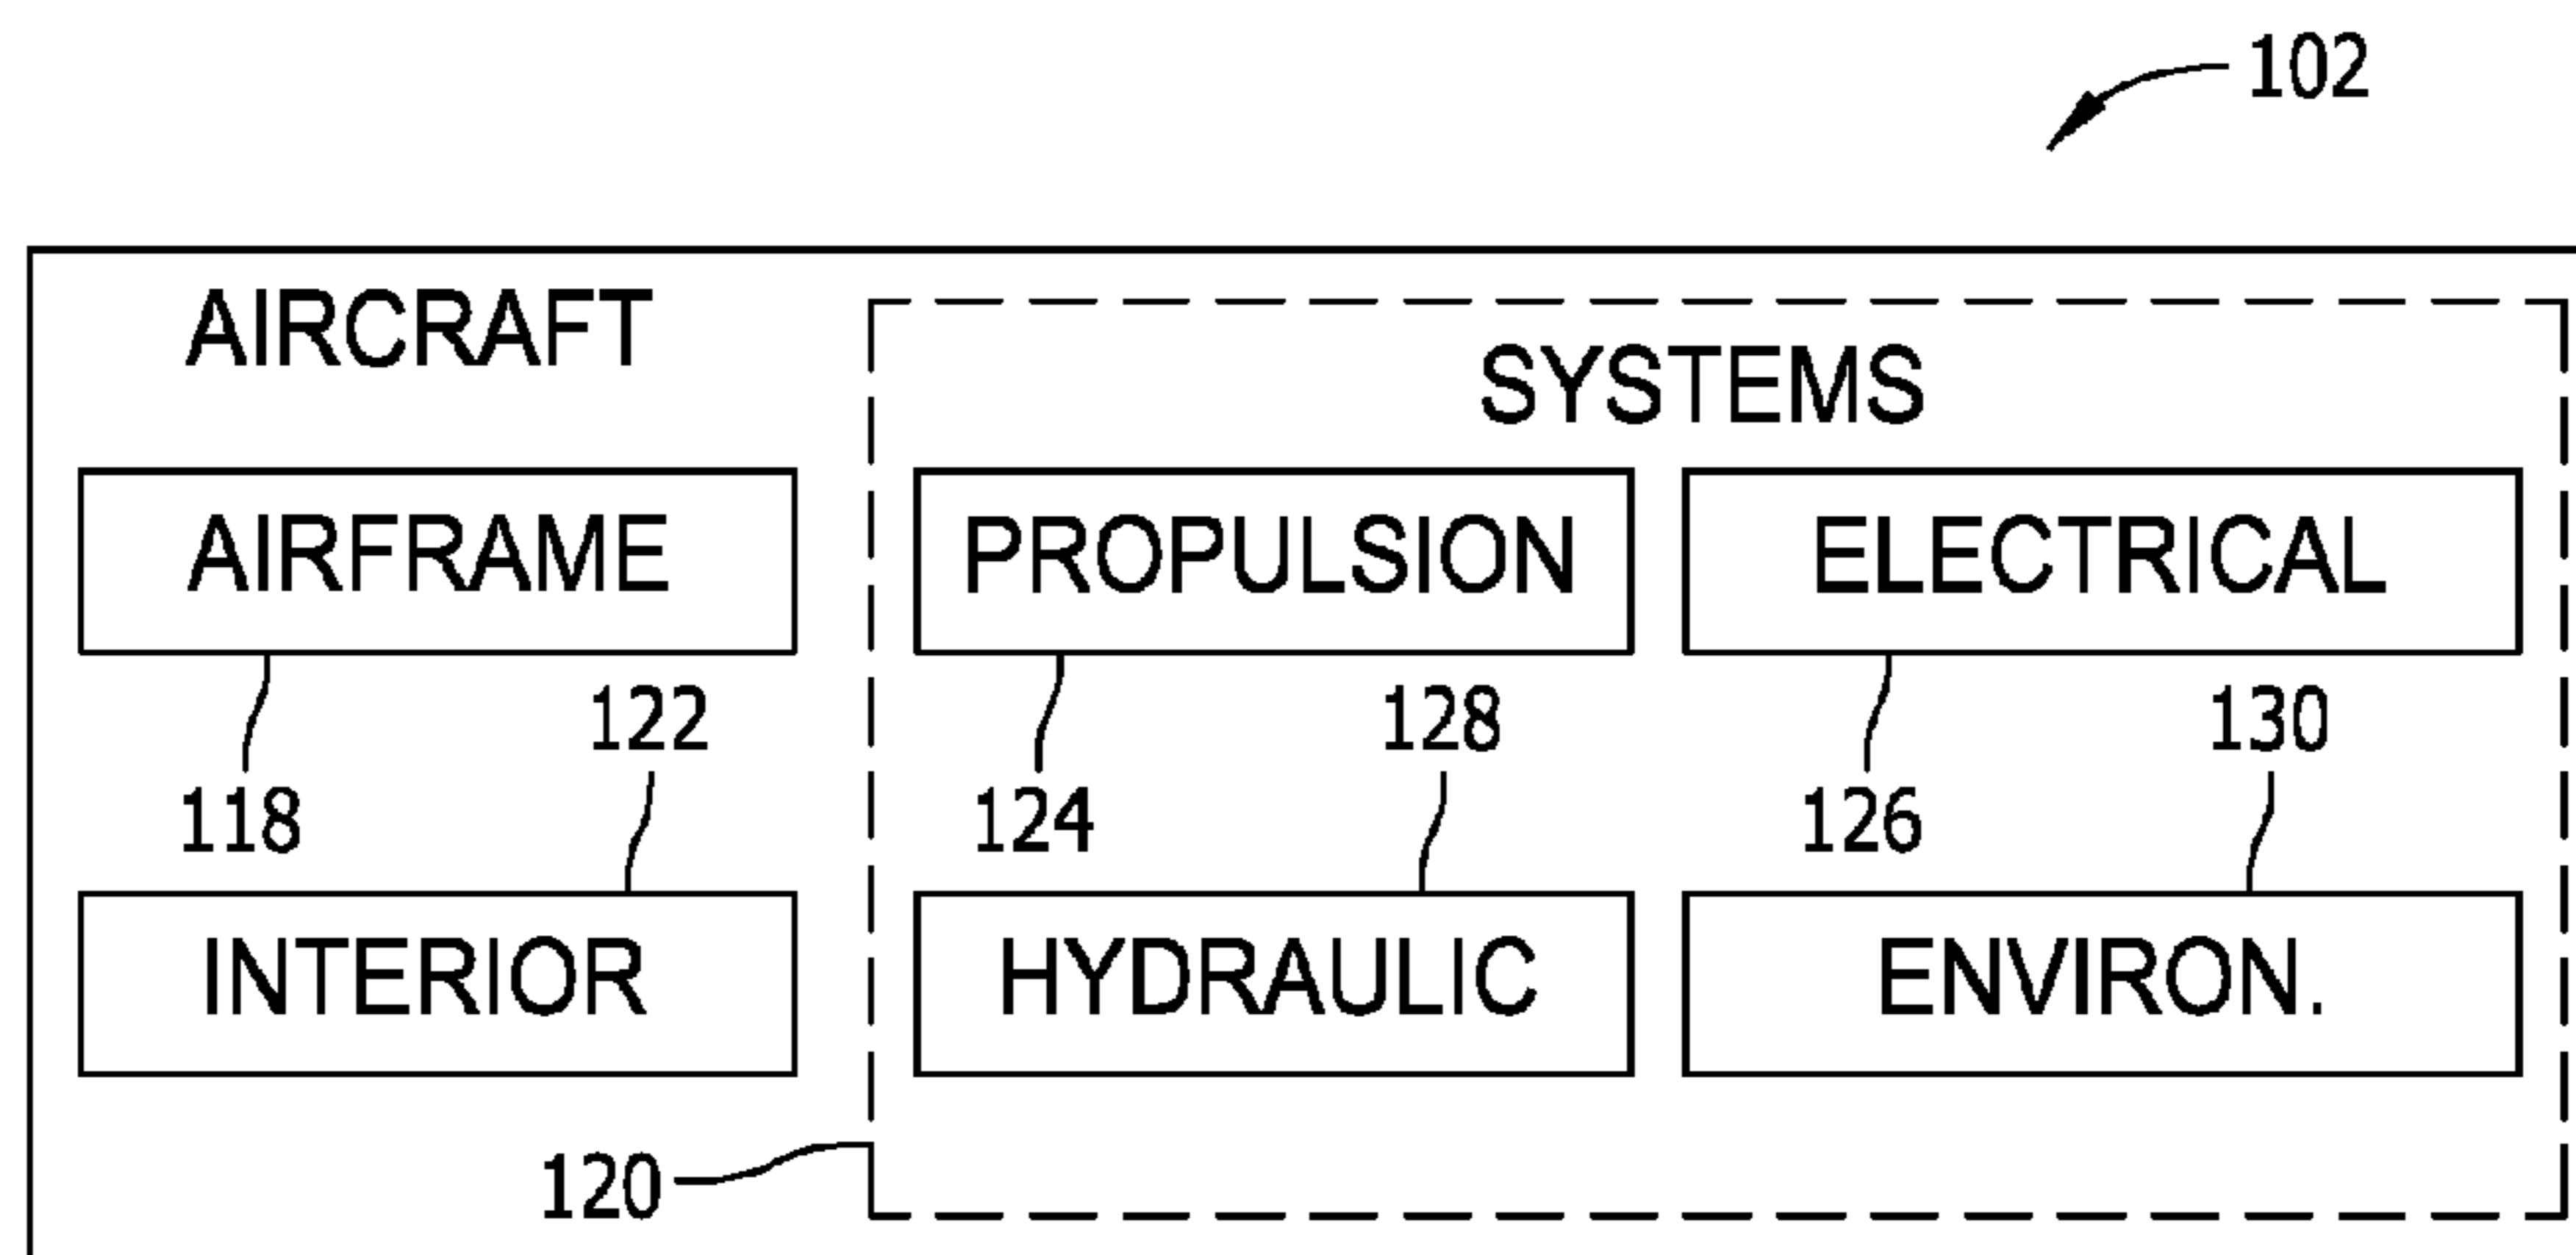 102
AIRCRAFT
SYSTEMS
AIRFRAME
PROPULSION
ELECTRICAL
122
128
130
118
124
126
INTERIOR
HYDRAULIC
ENVIRON.
120